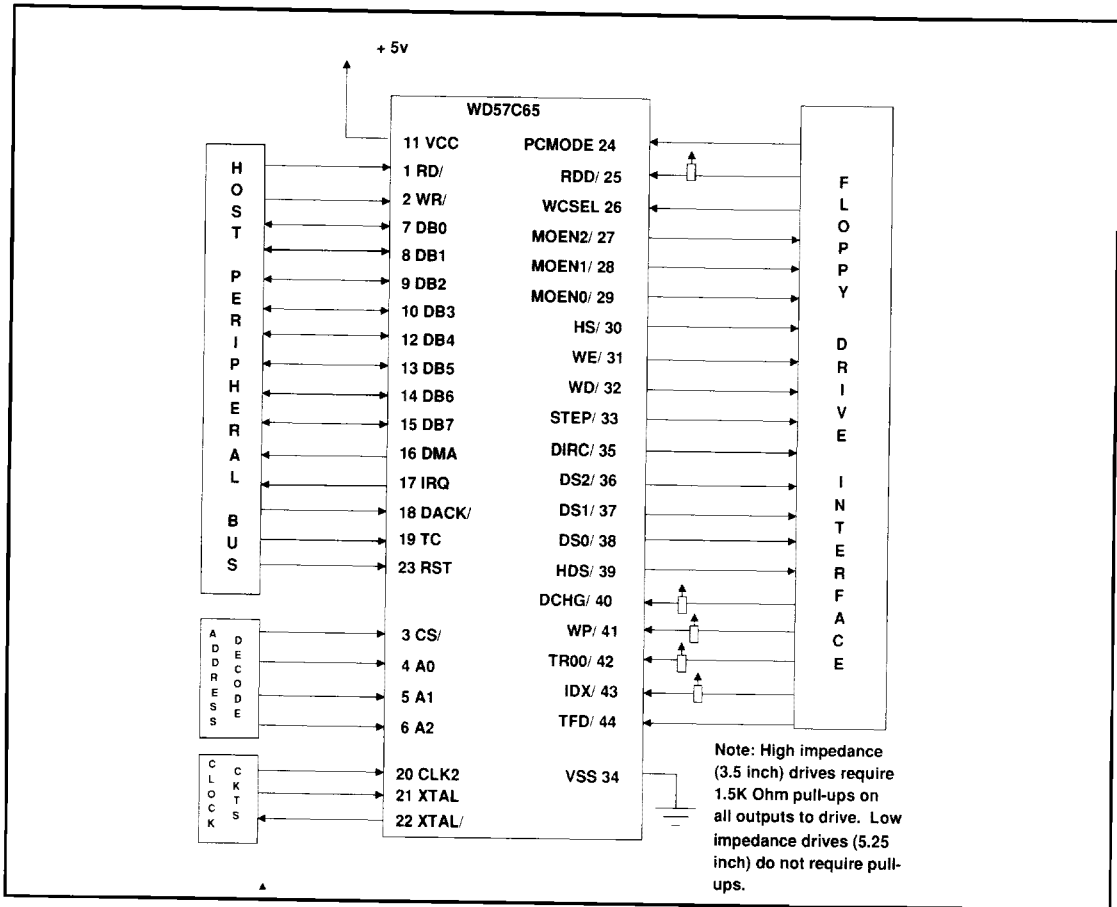 + 5v
WD57C65
11 VCC
1 RD/
2 WR/
7 DB0
8 DB1
9 DB2
10 DB3
12 DB4
13 DB5
14 DB6
15 DB7
16 DMA
17 IRQ
18 DACK/
19 TC
23 RST
3 CS/
4 A0
5 A1
6 A2
20 CLK2
21 XTAL
22 XTAL/
PCMODE 24
RDD/ 25
WCSEL 26
MOEN2/ 27
MOEN1/ 28
MOEN0/ 29
HS/ 30
WE/ 31
WD/ 32
STEP/ 33
DIRC/ 35
DS2/ 36
DS1/ 37
DS0/ 38
HDS/ 39
DCHG/ 40
WP/ 41
TR00/ 42
IDX/ 43
TFD/ 44
VSS 34
HOST PERIPHERAL BUS
ADDRESS
DECODE
CLOCK
CKTS
FLOPPY DRIVE INTERFACE
Note: High impedance
(3.5 inch) drives require
1.5K Ohm pull-ups on
all outputs to drive. Low
impedance drives (5.25
inch) do not require pull-
ups.